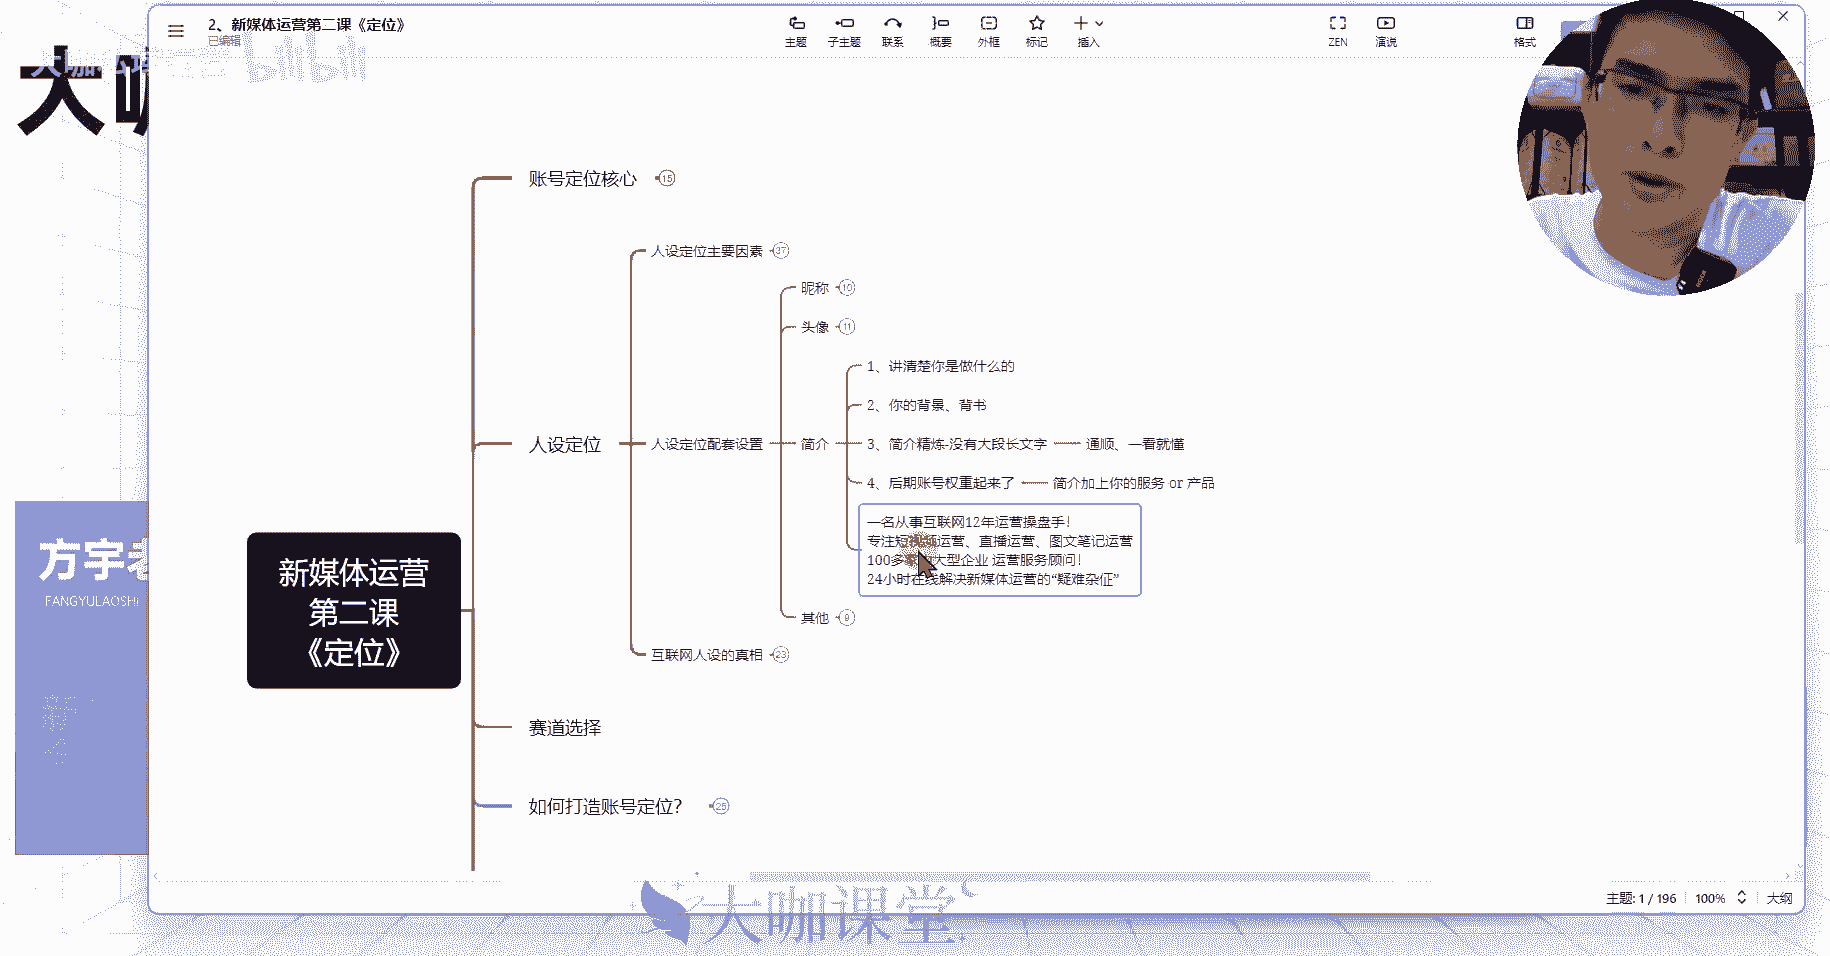 2、新媒体运营第二课《定位》
已编辑
主题
子主题
联系
概要
外框
标记
插入
ZEN
演说
格式
大咖
bilibili
账号定位核心
15
人设定位主要因素
37
昵称
10
头像
11
1、讲清楚你是做什么的
2、你的背景、背书
人设定位
人设定位配套设置
简介
3、简介精炼-没有大段长文字
通顺、一看就懂
4、后期账号权重起来了
简介加上你的服务 or 产品
一名从事互联网12年运营操盘手!
专注短视频运营、直播运营、图文笔记运营
100多家大型企业 运营服务顾问!
24小时在线解决新媒体运营的“疑难杂症”
其他
9
互联网人设的真相
23
新媒体运营
第二课
《定位》
赛道选择
如何打造账号定位?
25
方宇老
FANGYULAOSHI
大咖课堂
主题: 1 / 196
100%
大纲